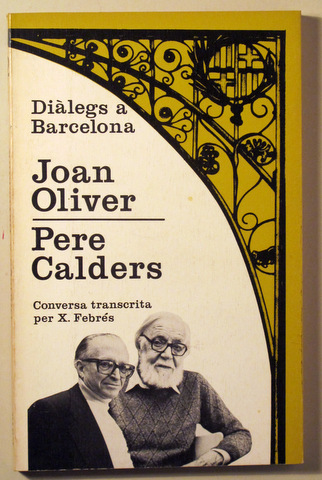 Diàlegs a
Barcelona
Joan
Oliver
Pere
Calders
Conversa transcrita
per X. Febrés